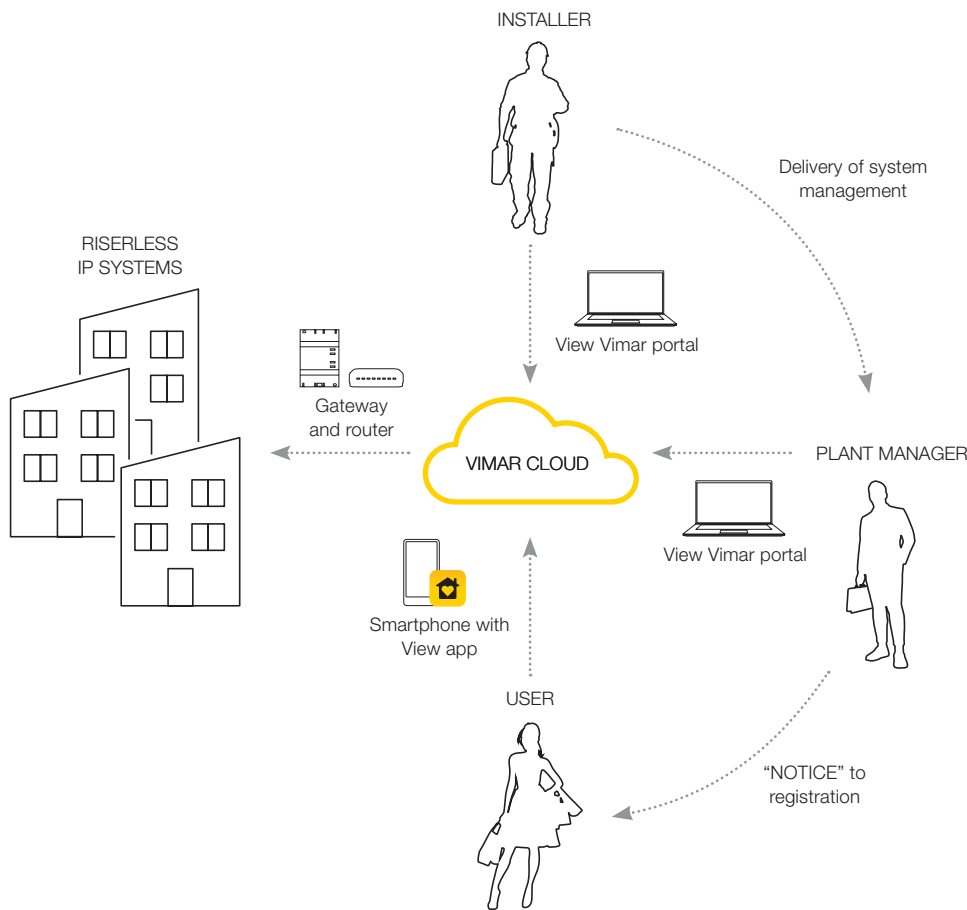 INSTALLER
Delivery of system
management
RISERLESS
IP SYSTEMS
View Vimar portal
Gateway
and router
VIMAR CLOUD
PLANT MANAGER
View Vimar portal
Smartphone with
View app
USER
“NOTICE” to
registration